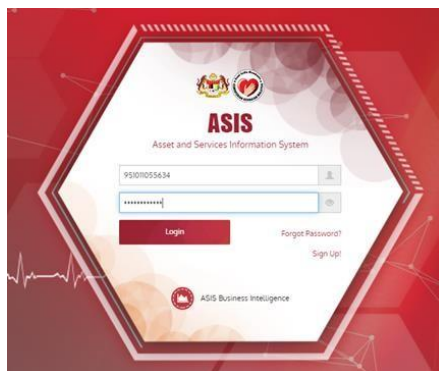 ASIS
Asset and Services Information System
951011055634
************
Login
Forgot Password?
Sign Up!
ASIS Business Intelligence